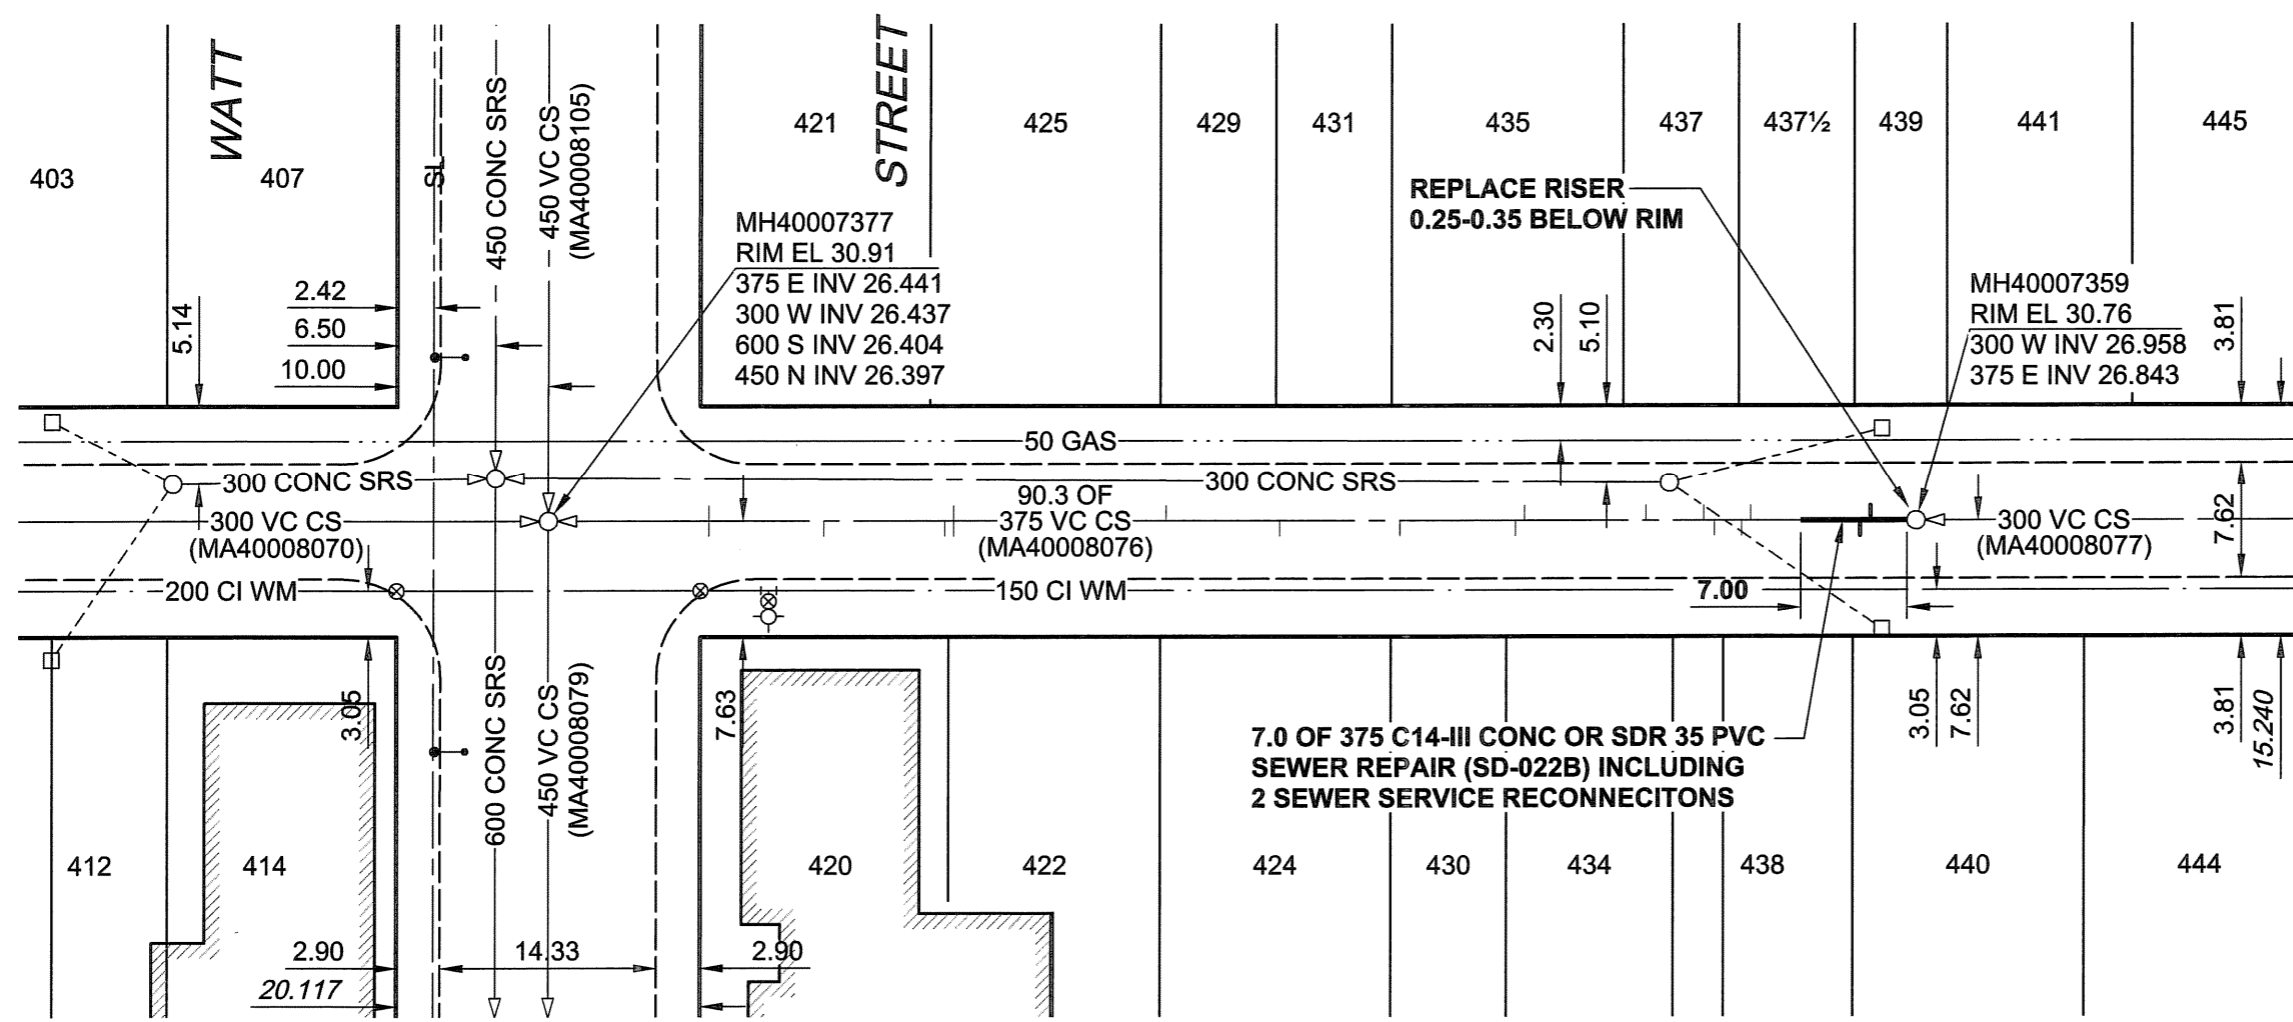 WATT
STREET
403
407
421
425
429
431
435
437
437½
439
441
445
SL
450 CONC SRS
450 VC CS
(MA40008105)
MH40007377
RIM EL 30.91
375 E INV 26.441
300 W INV 26.437
600 S INV 26.404
450 N INV 26.397
REPLACE RISER
0.25-0.35 BELOW RIM
MH40007359
RIM EL 30.76
300 W INV 26.958
375 E INV 26.843
2.42
6.50
10.00
5.14
2.30
5.10
3.81
50 GAS
300 CONC SRS
300 CONC SRS
90.3 OF
375 VC CS
(MA40008076)
300 VC CS
(MA40008070)
300 VC CS
(MA40008077)
7.62
200 CI WM
150 CI WM
7.00
3.05
7.63
600 CONC SRS
450 VC CS
(MA40008079)
7.0 OF 375 C14-III CONC OR SDR 35 PVC
SEWER REPAIR (SD-022B) INCLUDING
2 SEWER SERVICE RECONNECITONS
3.05
7.62
3.81
15.240
412
414
420
422
424
430
434
438
440
444
2.90
14.33
2.90
20.117